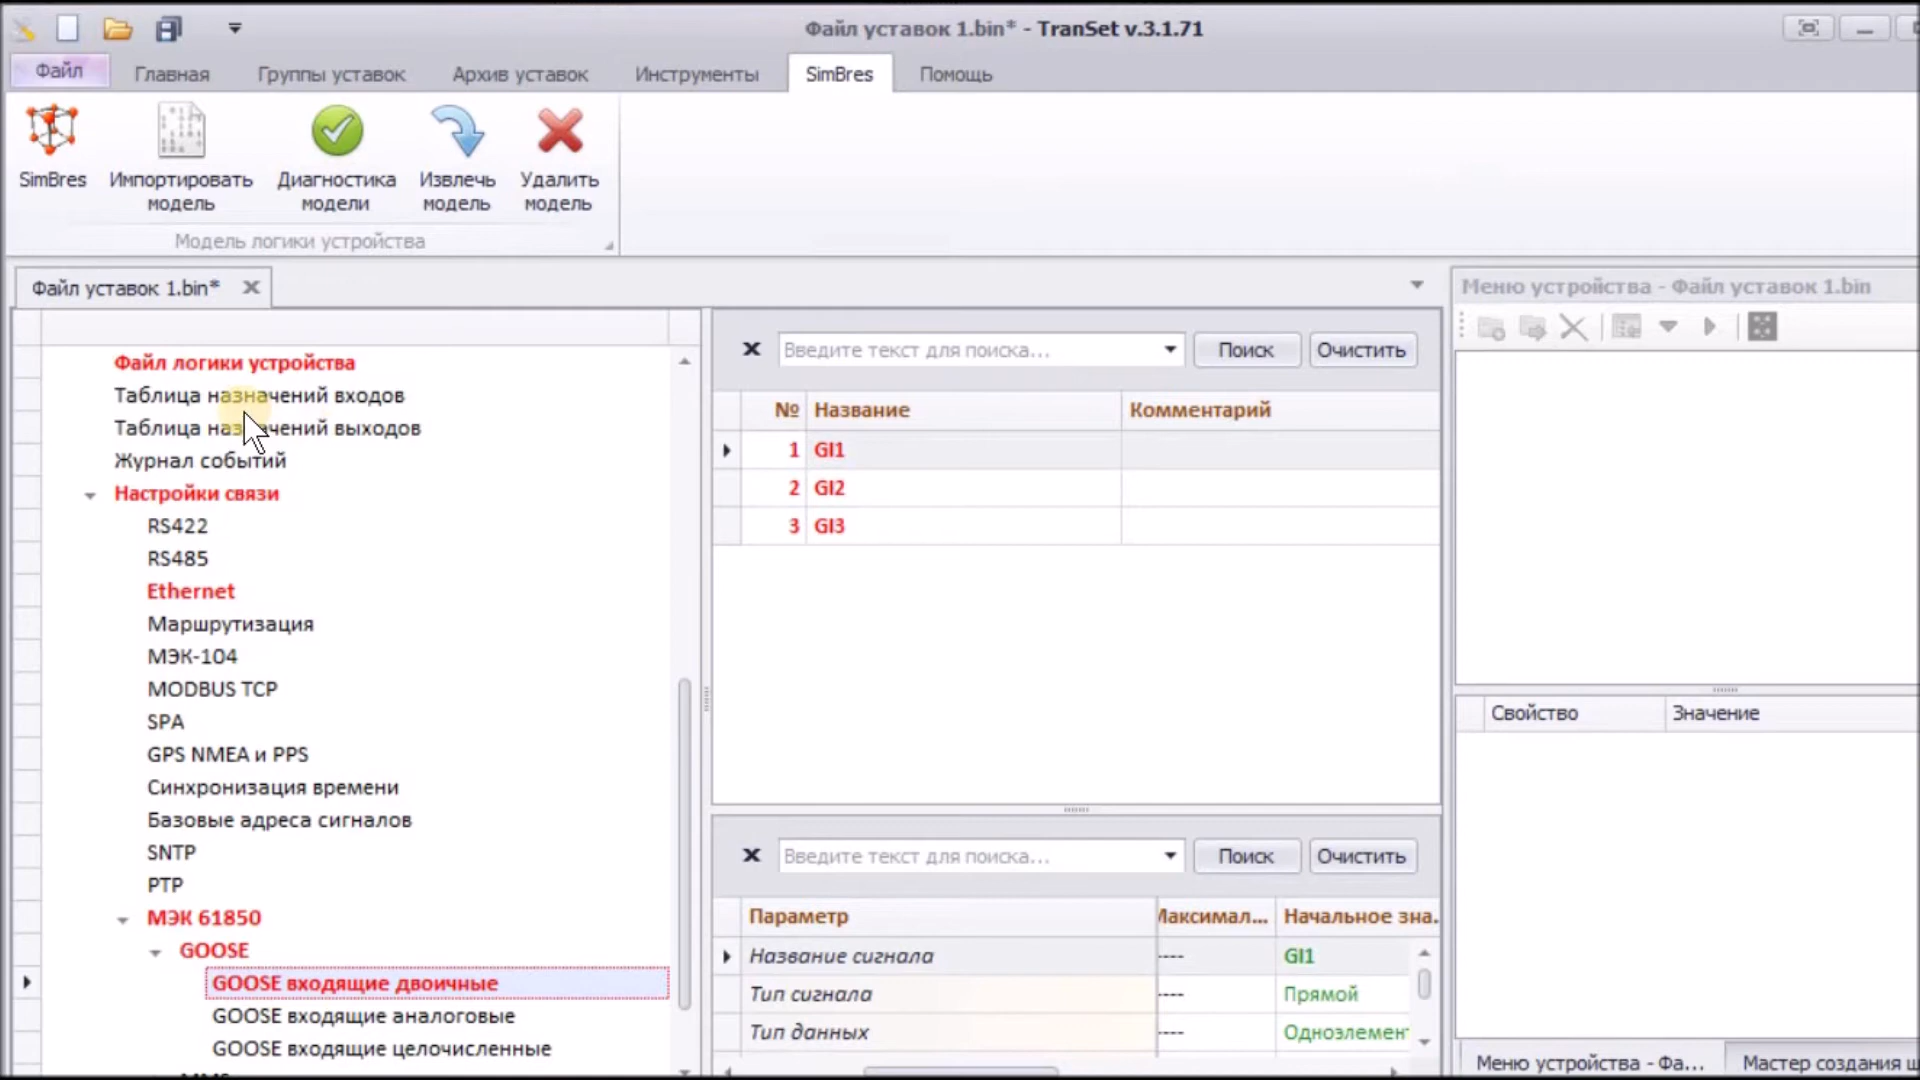 Файл уставок 1.bin* - TranSet v.3.1.71
Файл Главная Группы уставок Архив уставок Инструменты SimBres Помощь
SimBres
Импортировать модель
Диагностика модели
Извлечь модель
Удалить модель
Модель логики устройства
Файл уставок 1.bin*
Файл логики устройства
Таблица назначений входов
Таблица назначений выходов
Журнал событий
Настройки связи
RS422
RS485
Ethernet
Маршрутизация
МЭК-104
MODBUS TCP
SPA
GPS NMEA и PPS
Синхронизация времени
Базовые адреса сигналов
SNTP
PTP
МЭК 61850
GOOSE
GOOSE входящие двоичные
GOOSE входящие аналоговые
GOOSE входящие целочисленные
Введите текст для поиска... Поиск Очистить
№ Название Комментарий
1 GI1
2 GI2
3 GI3
Введите текст для поиска... Поиск Очистить
Параметр Максимал... Начальное зна.
Название сигнала ---- GI1
Тип сигнала ---- Прямой
Тип данных ---- Одноэлемент
Меню устройства - Файл уставок 1.bin
Свойство Значение
Меню устройства - Фа... Мастер создания ш